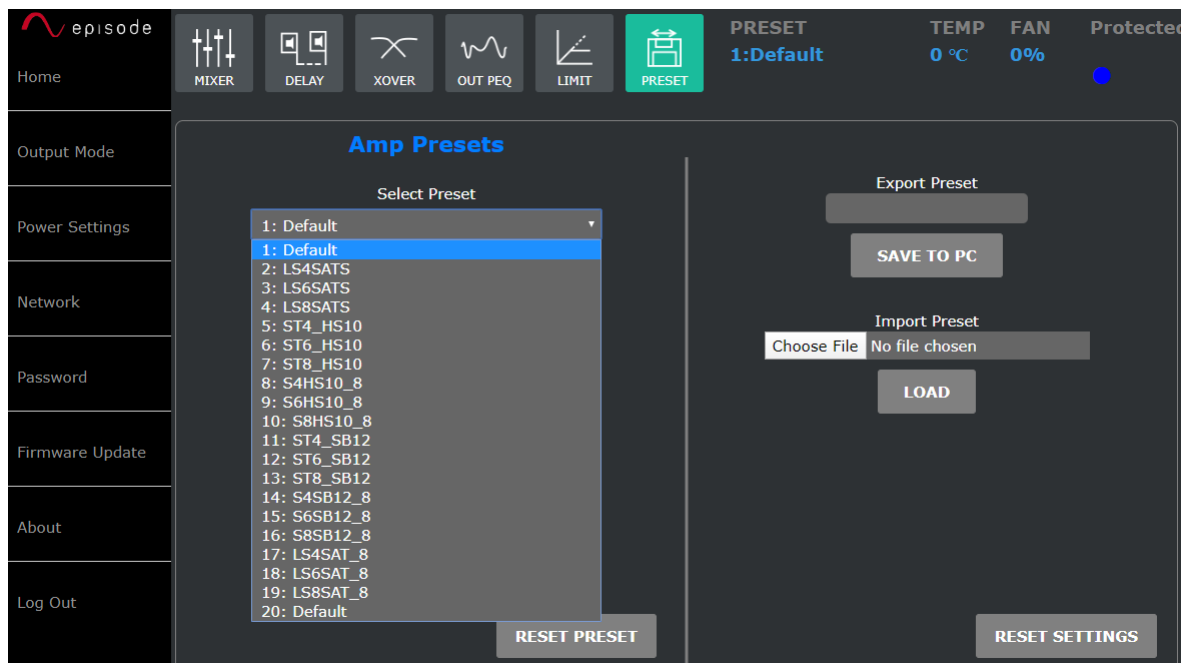 episode
Home
Output Mode
Power Settings
Network
Password
Firmware Update
About
Log Out
MIXER
DELAY
XOVER
OUT PEQ
LIMIT
PRESET
PRESET
1:Default
TEMP
0 °C
FAN
0%
Protected
Amp Presets
Select Preset
1: Default
1: Default
2: LS4SATS
3: LS6SATS
4: LS8SATS
5: ST4_HS10
6: ST6_HS10
7: ST8_HS10
8: S4HS10_8
9: S6HS10_8
10: S8HS10_8
11: ST4_SB12
12: ST6_SB12
13: ST8_SB12
14: S4SB12_8
15: S6SB12_8
16: S8SB12_8
17: LS4SAT_8
18: LS6SAT_8
19: LS8SAT_8
20: Default
RESET PRESET
Export Preset
SAVE TO PC
Import Preset
Choose File No file chosen
LOAD
RESET SETTINGS